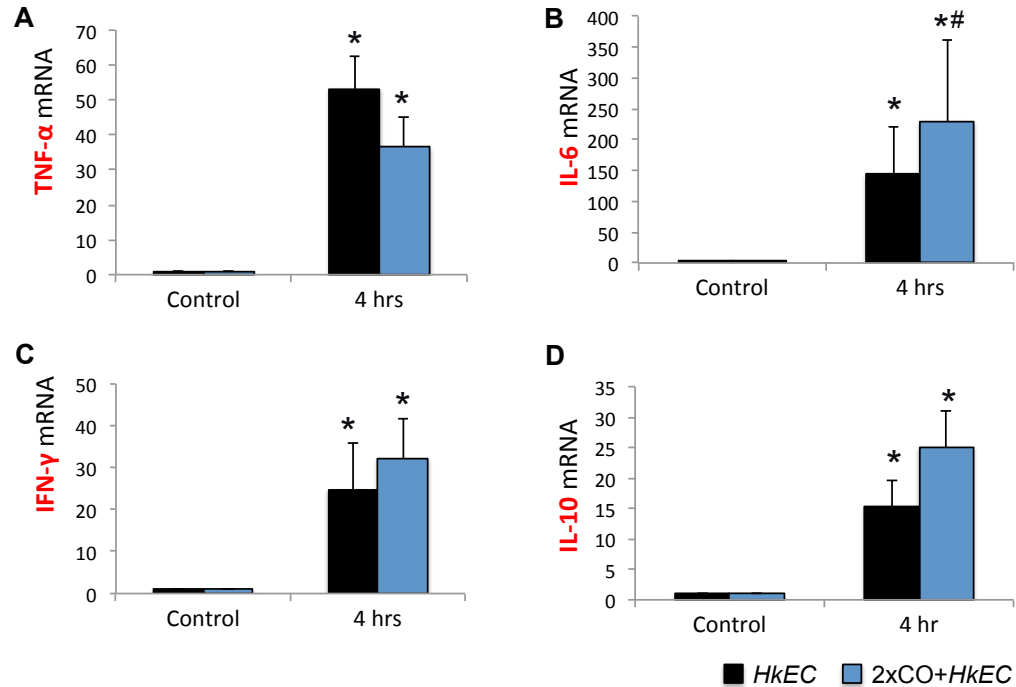 A
TNF-α mRNA
70
60
50
40
30
20
10
0
*
*
Control
4 hrs
B
IL-6 mRNA
400
350
300
250
200
150
100
50
0
*
*#
Control
4 hrs
C
IFN-γ mRNA
50
40
30
20
10
0
*
*
Control
4 hrs
D
IL-10 mRNA
35
30
25
20
15
10
5
0
*
*
Control
4 hr
HkEC
2xCO+HkEC